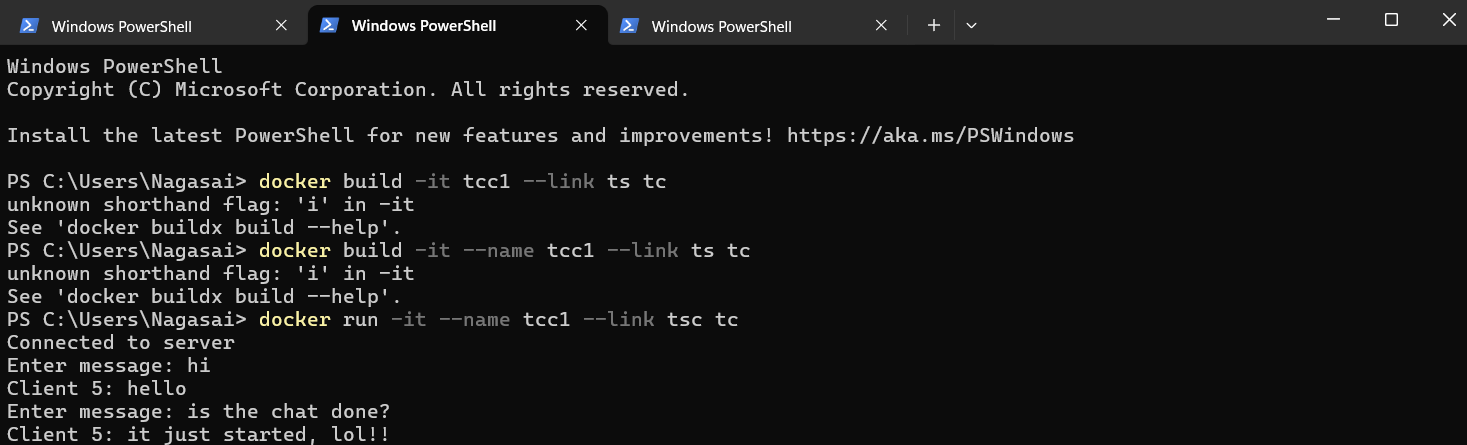 Windows PowerShell
Windows PowerShell
Windows PowerShell
Windows PowerShell
Copyright (C) Microsoft Corporation. All rights reserved.
Install the latest PowerShell for new features and improvements! https://aka.ms/PSWindows
PS C:\Users\Nagasai> docker build -it tcc1 --link ts tc
unknown shorthand flag: 'i' in -it
See 'docker buildx build --help'.
PS C:\Users\Nagasai> docker build -it --name tcc1 --link ts tc
unknown shorthand flag: 'i' in -it
See 'docker buildx build --help'.
PS C:\Users\Nagasai> docker run -it --name tcc1 --link tsc tc
Connected to server
Enter message: hi
Client 5: hello
Enter message: is the chat done?
Client 5: it just started, lol!!